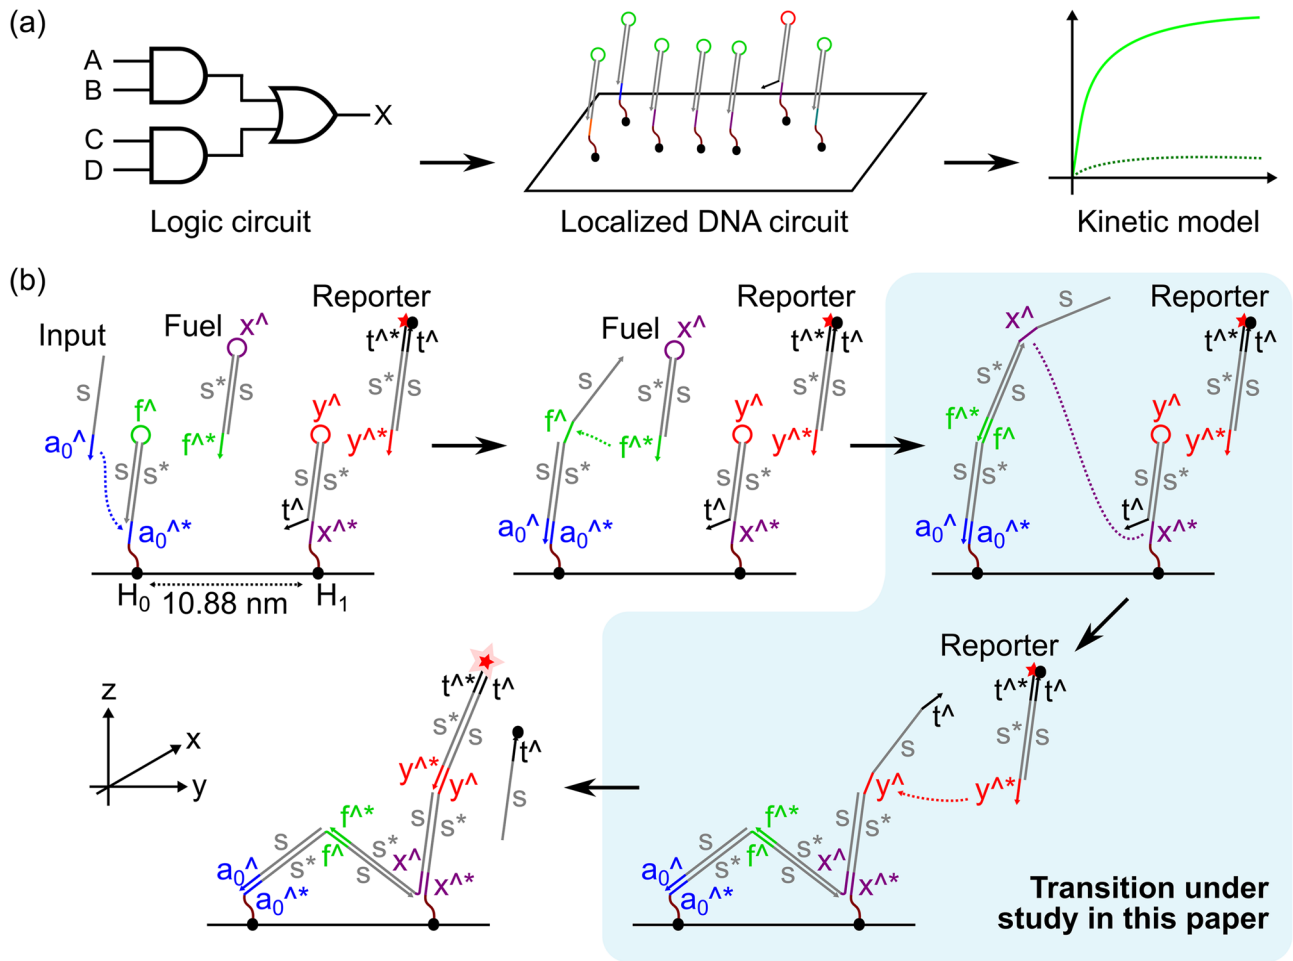 (a)
A
B
C
D
X
Logic circuit
Localized DNA circuit
Kinetic model
(b)
Input
s
a₀^
f^
s
s*
a₀^*
H₀
10.88 nm
Fuel
x^
s*
s
f^*
y^
s
s*
t^
x^*
H₁
Reporter
t^*
t^
s*
s
y^*
s
f^
s
s*
a₀^
a₀^*
Fuel
x^
s*
s
f^*
y^
s
s*
t^
x^*
Reporter
t^*
t^
s*
s
y^*
s
x^
s*
s
f^*
f^
s
s*
a₀^
a₀^*
y^
s
s*
t^
x^*
Reporter
t^*
t^
s*
s
y^*
z
x
y
t^*
t^
s*
s
y^*
y^
s
s*
t^
s
f^*
f^
s
s*
s*
s
a₀^
a₀^*
x^
x^*
Reporter
t^*
t^
s*
s
y^*
t^
s
y^
s
s*
f^*
f^
s
s*
s*
s
a₀^
a₀^*
x^
x^*
Transition under
study in this paper